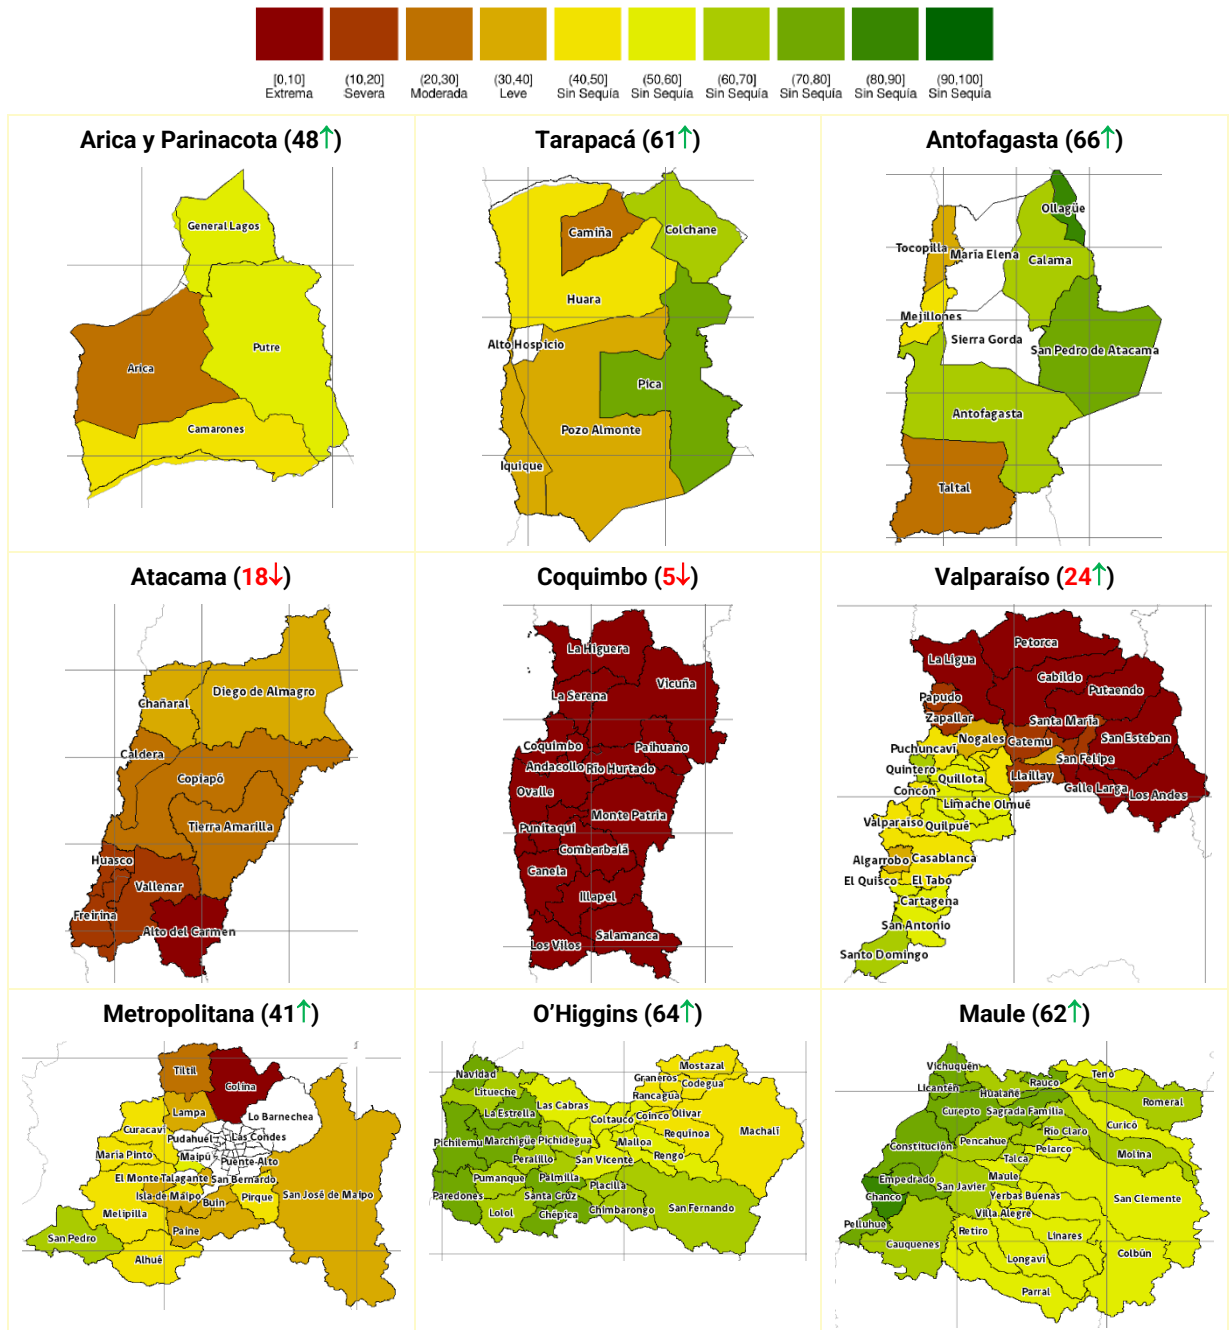 [0,10] (10,20] (20,30] (30,40] (40,50] (50,60] (60,70] (70,80] (80,90] (90,100]
Extrema Severa Moderada Leve Sin Sequía Sin Sequía Sin Sequía Sin Sequía Sin Sequía Sin Sequía
Arica y Parinacota (48↑)
General Lagos
Putre
Arica
Camarones
Tarapacá (61↑)
Camiña
Colchane
Huara
Alto Hospicio
Pica
Pozo Almonte
Iquique
Antofagasta (66↑)
Ollagüe
Tocopilla
María Elena
Calama
Mejillones
Sierra Gorda
San Pedro de Atacama
Antofagasta
Taltal
Atacama (18↓)
Diego de Almagro
Chañaral
Caldera
Copiapó
Tierra Amarilla
Huasco
Vallenar
Freirina
Alto del Carmen
Coquimbo (5↓)
La Higuera
Vicuña
La Serena
Coquimbo
Paihuano
Andacollo
Río Hurtado
Ovalle
Monte Patria
Punitaqui
Combarbalá
Canela
Illapel
Salamanca
Los Vilos
Valparaíso (24↑)
Petorca
La Ligua
Cabildo
Putaendo
Papudo
Zapallar
Santa María
Nogales
Catemu
San Esteban
Puchuncaví
San Felipe
Quintero
Quillota
Llaillay
Calle Larga
Los Andes
Concón
Limache
Olmué
Valparaíso
Quilpué
Algarrobo
Casablanca
El Quisco
El Tabo
Cartagena
San Antonio
Santo Domingo
Metropolitana (41↑)
Tiltil
Colina
Lampa
Lo Barnechea
Curacaví
Pudahuel
Las Condes
María Pinto
Maipú
Puente Alto
El Monte
Talagante
San Bernardo
Isla de Maipo
Buin
Pirque
San José de Maipo
Melipilla
Paine
San Pedro
Alhué
O’Higgins (64↑)
Mostazal
Navidad
Graneros
Codegua
Litueche
Rancagua
La Estrella
Las Cabras
Coltauco
Coinco
Olivar
Machalí
Requinoa
Pichilemu
Marchigüe
Pichidegua
Malloa
Rengo
Peralillo
San Vicente
Pumanque
Palmilla
Placilla
Paredones
Santa Cruz
Lolol
Chépica
Chimbarongo
San Fernando
Maule (62↑)
Vichuquén
Teno
Licantén
Rauco
Hualañé
Romeral
Curepto
Sagrada Familia
Río Claro
Curicó
Constitución
Pencahue
Pelarco
Molina
Talca
Empedrado
San Javier
Maule
Chanco
Yerbas Buenas
San Clemente
Villa Alegre
Pelluhue
Retiro
Linares
Cauquenes
Longaví
Colbún
Parral